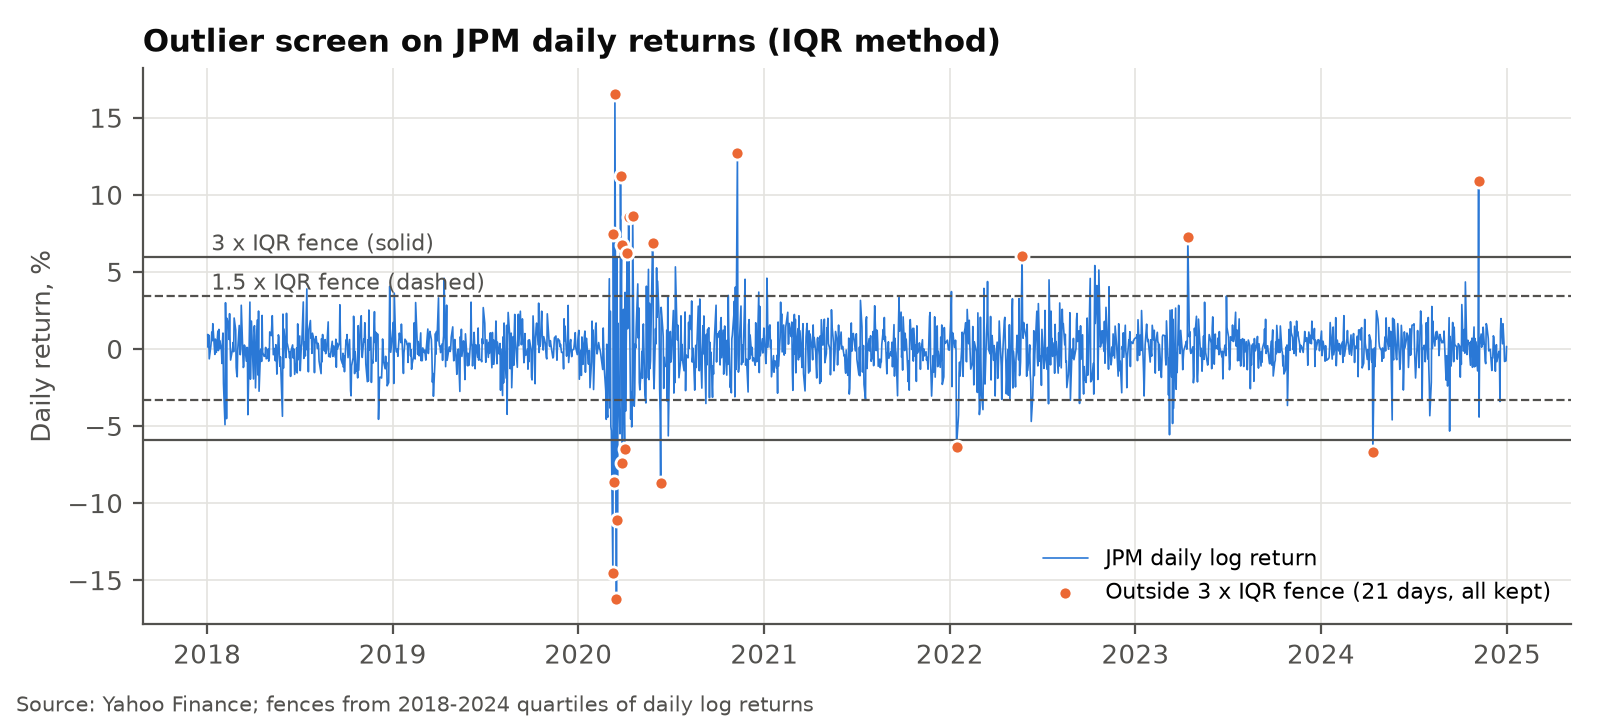 Outlier screen on JPM daily returns (IQR method)
Daily return, %
15
10
5
0
−5
−10
−15
3 x IQR fence (solid)
1.5 x IQR fence (dashed)
JPM daily log return
Outside 3 x IQR fence (21 days, all kept)
2018 2019 2020 2021 2022 2023 2024 2025
Source: Yahoo Finance; fences from 2018-2024 quartiles of daily log returns